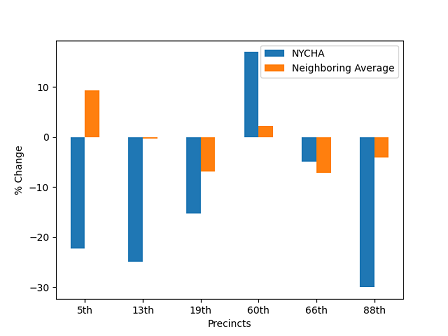 NYCHA
Neighboring Average
% Change
10
0
−10
−20
−30
5th 13th 19th 60th 66th 88th
Precincts